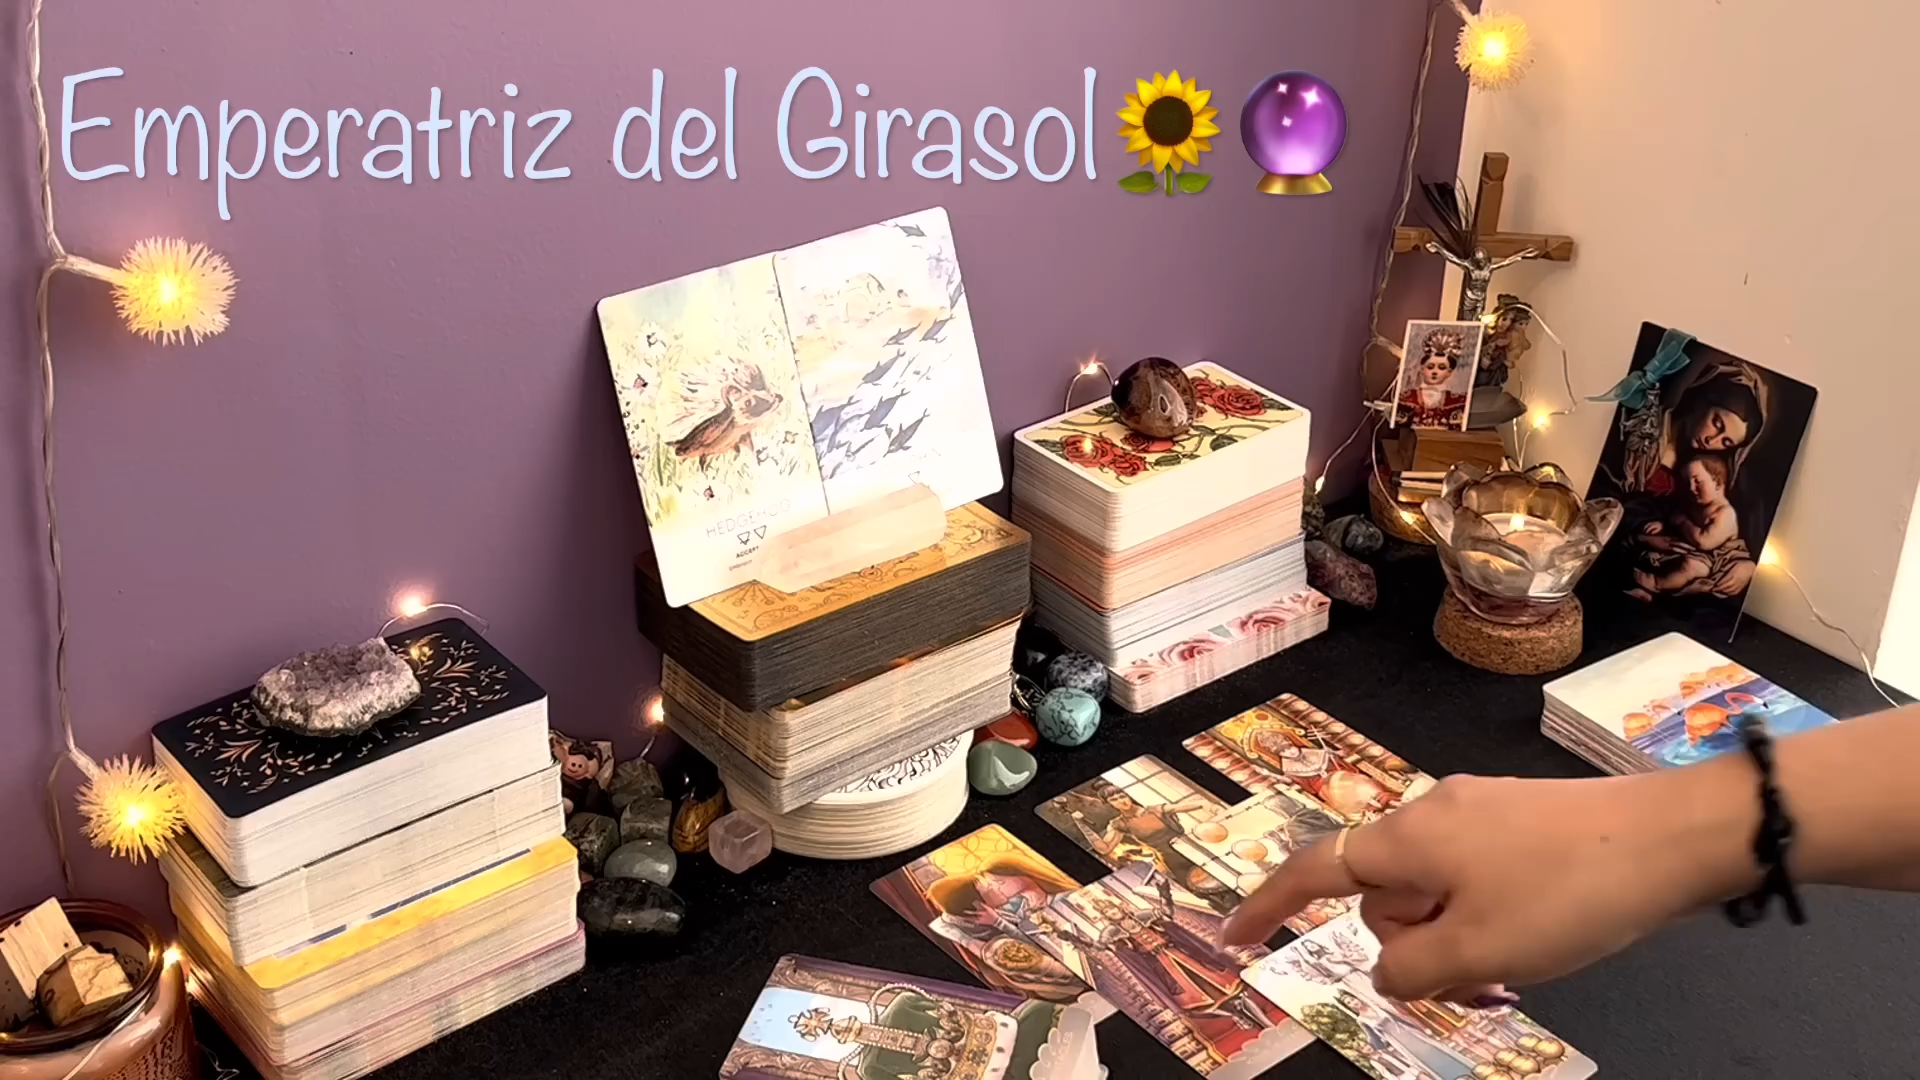 Emperatriz del Girasol🌻🔮
HEDGEHOG
ACCEPT